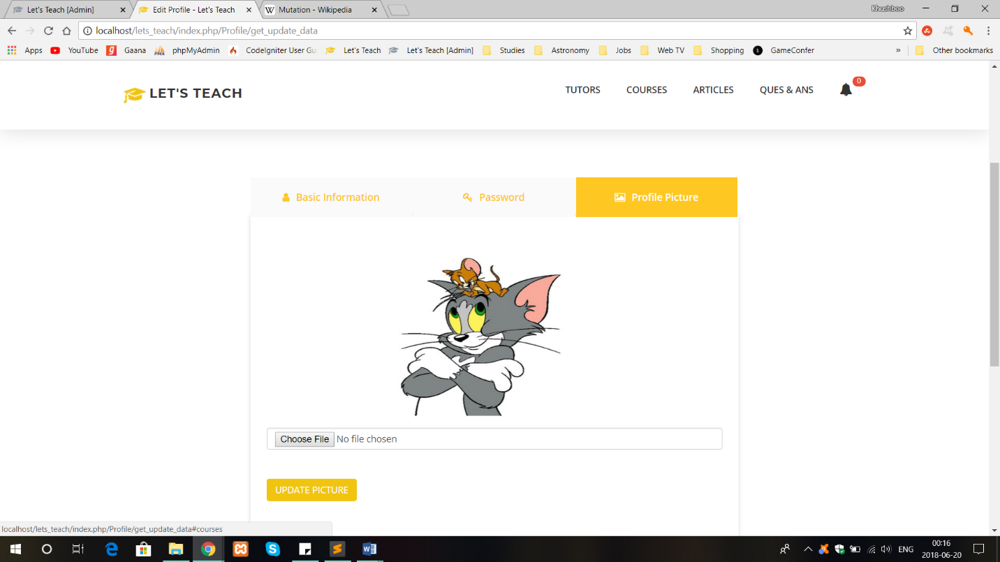 Let's Teach [Admin] Edit Profile - Let's Teach Mutation - Wikipedia Khushboo
localhost/lets_teach/index.php/Profile/get_update_data
Apps YouTube Gaana phpMyAdmin CodeIgniter User Gu Let's Teach Let's Teach [Admin] Studies Astronomy Jobs Web TV Shopping GameConfer » Other bookmarks
LET'S TEACH TUTORS COURSES ARTICLES QUES & ANS 0
Basic Information Password Profile Picture
Choose File No file chosen
UPDATE PICTURE
localhost/lets_teach/index.php/Profile/get_update_data#courses
ENG 00:16
2018-06-20